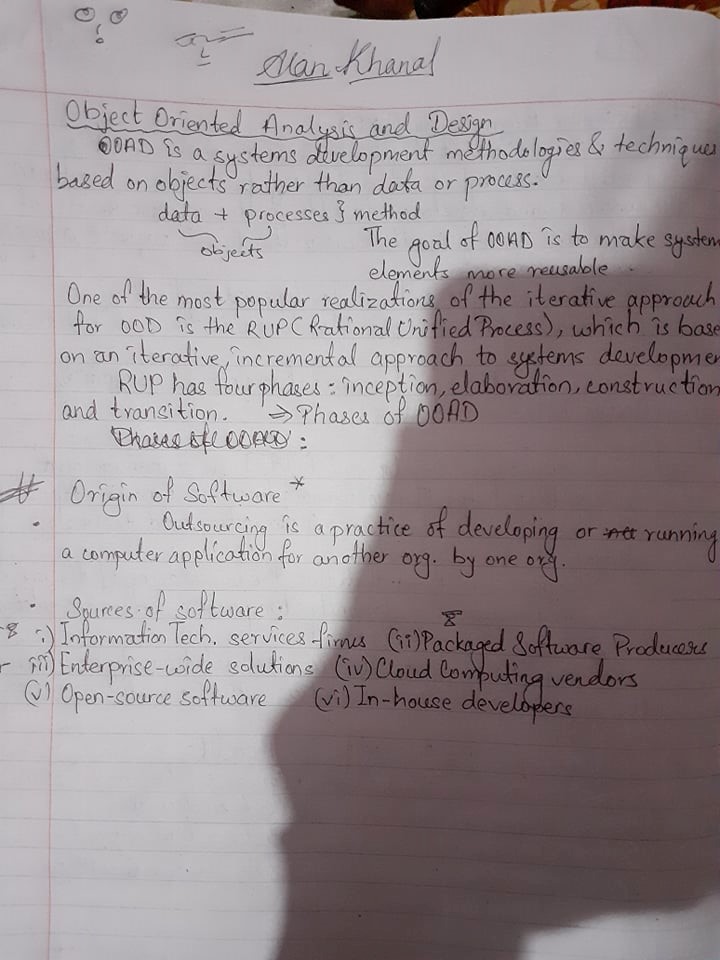 Alan Khanal
Object Oriented Analysis and Design
OOAD is a systems development methodologies & techniques
based on objects rather than data or process.
data + processes } method
objects
The goal of OOAD is to make system
elements more reusable.
One of the most popular realizations of the iterative approach
for OOD is the RUP (Rational Unified Process), which is base
on an iterative, incremental approach to systems developmen
RUP has four phases : inception, elaboration, construction
and transition. ⇒ Phases of OOAD
Phases of OOAD :
# Origin of Software *
• Outsourcing is a practice of developing or running
a computer application for another org. by one org.
• Sources of software :
i) Information Tech. services firms (ii) Packaged Software Producers
iii) Enterprise-wide solutions (iv) Cloud Computing vendors
(v) Open-source software (vi) In-house developers